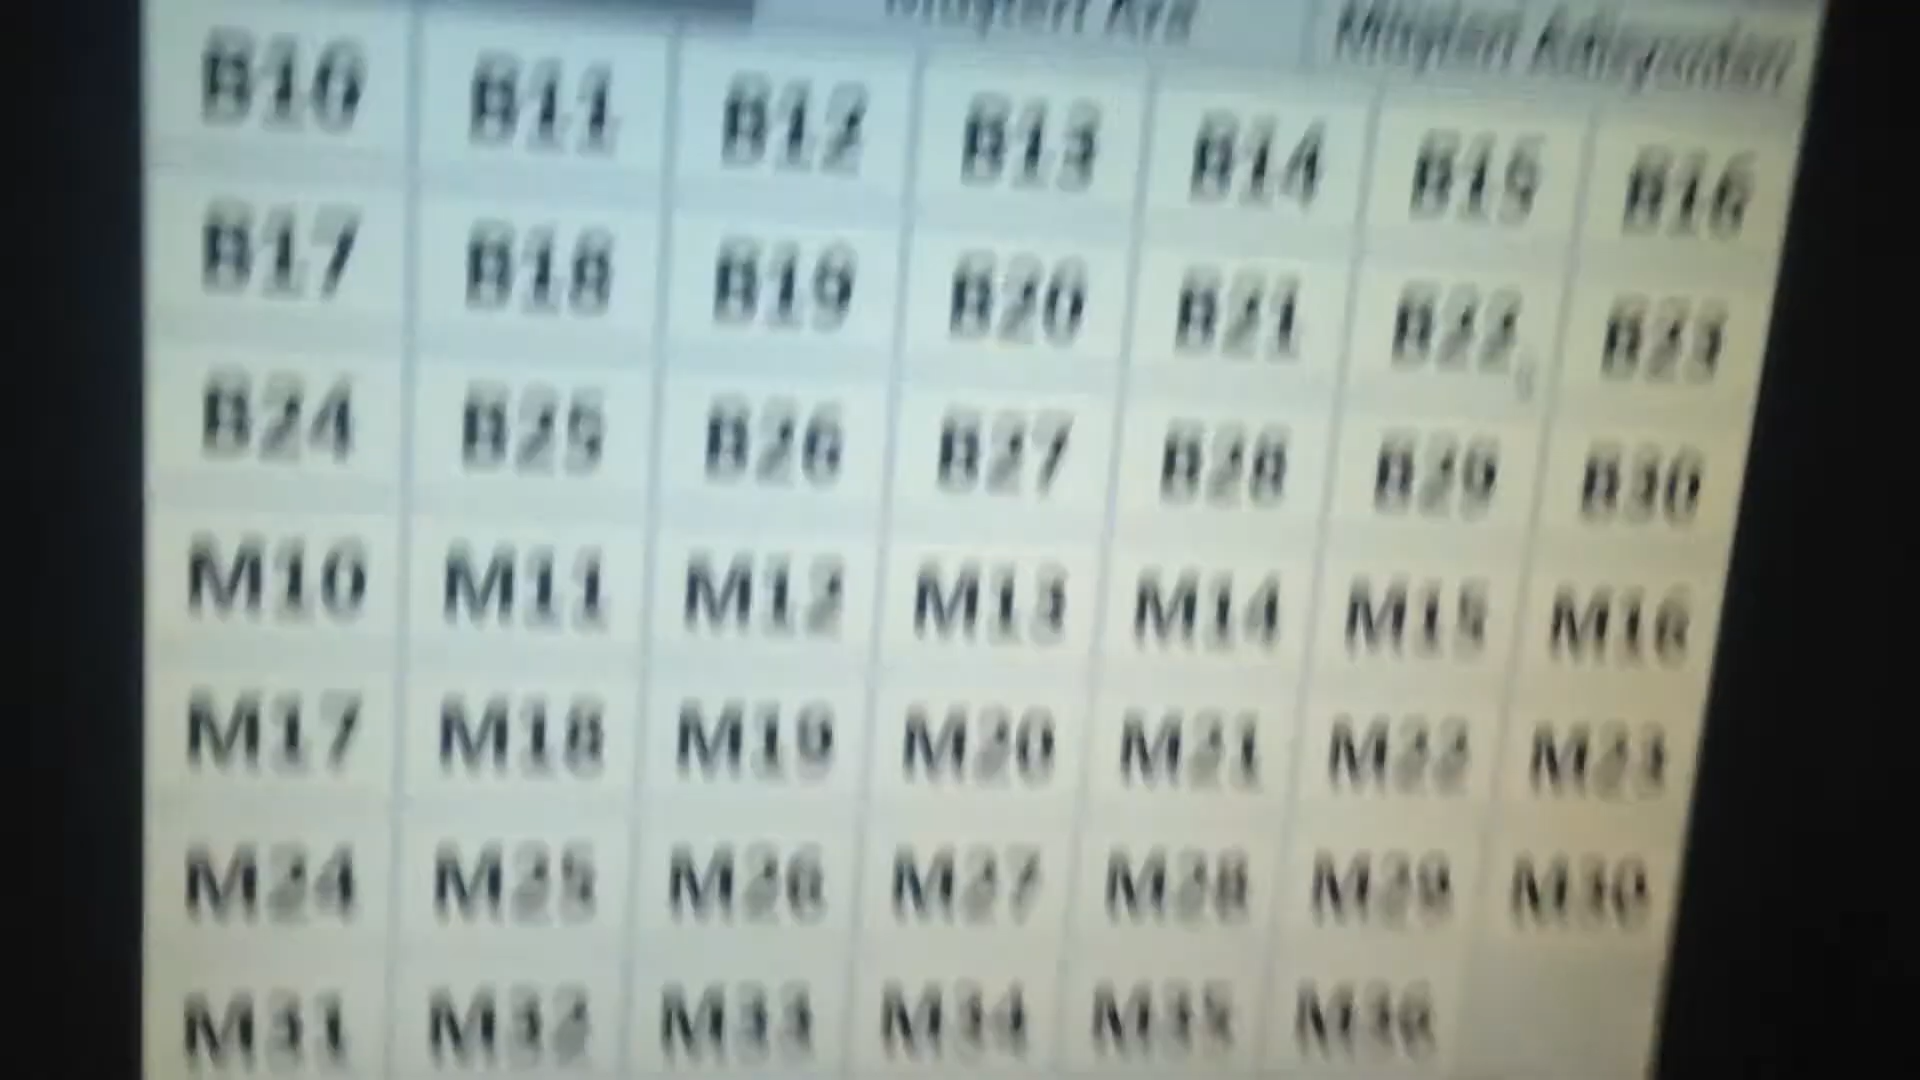 Müşteri
B10 B11 B12 B13 B14 B15 B16
B17 B18 B19 B20 B21 B22 B23
B24 B25 B26 B27 B28 B29 B30
M10 M11 M12 M13 M14 M15 M16
M17 M18 M19 M20 M21 M22 M23
M24 M25 M26 M27 M28 M29 M30
M31 M32 M33 M34 M35 M36